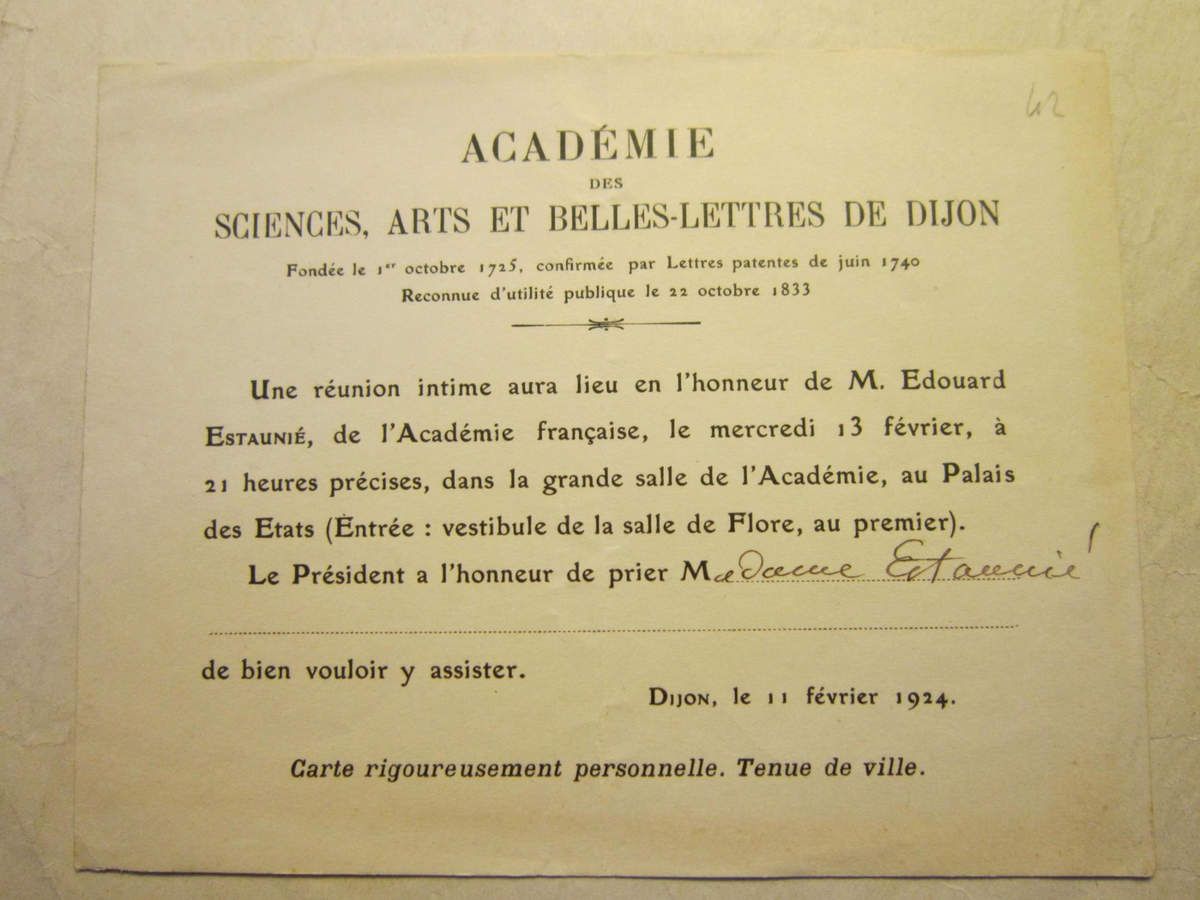 42
ACADÉMIE
DES
SCIENCES, ARTS ET BELLES-LETTRES DE DIJON
Fondée le 1er octobre 1725, confirmée par Lettres patentes de juin 1740
Reconnue d'utilité publique le 22 octobre 1833
Une réunion intime aura lieu en l'honneur de M. Edouard
ESTAUNIÉ, de l'Académie française, le mercredi 13 février, à
21 heures précises, dans la grande salle de l'Académie, au Palais
des Etats (Entrée : vestibule de la salle de Flore, au premier).
Le Président a l'honneur de prier Madame Estaunié
de bien vouloir y assister.
DIJON, le 11 février 1924.
Carte rigoureusement personnelle. Tenue de ville.